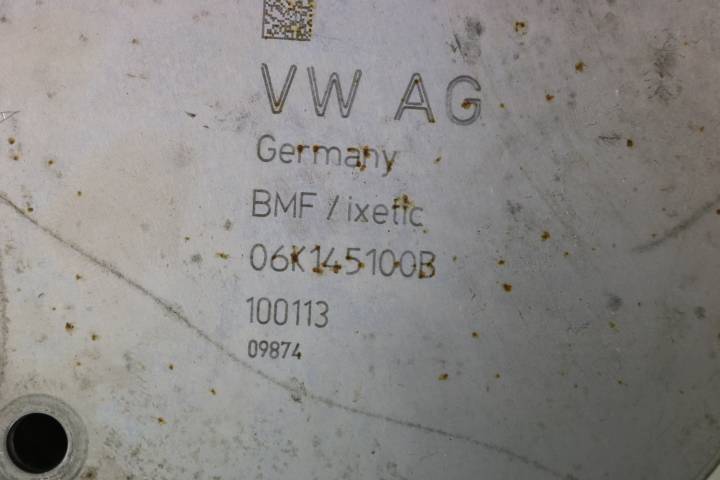 VW AG
Germany
BMF / ixetic
06K145100B
100113
09874